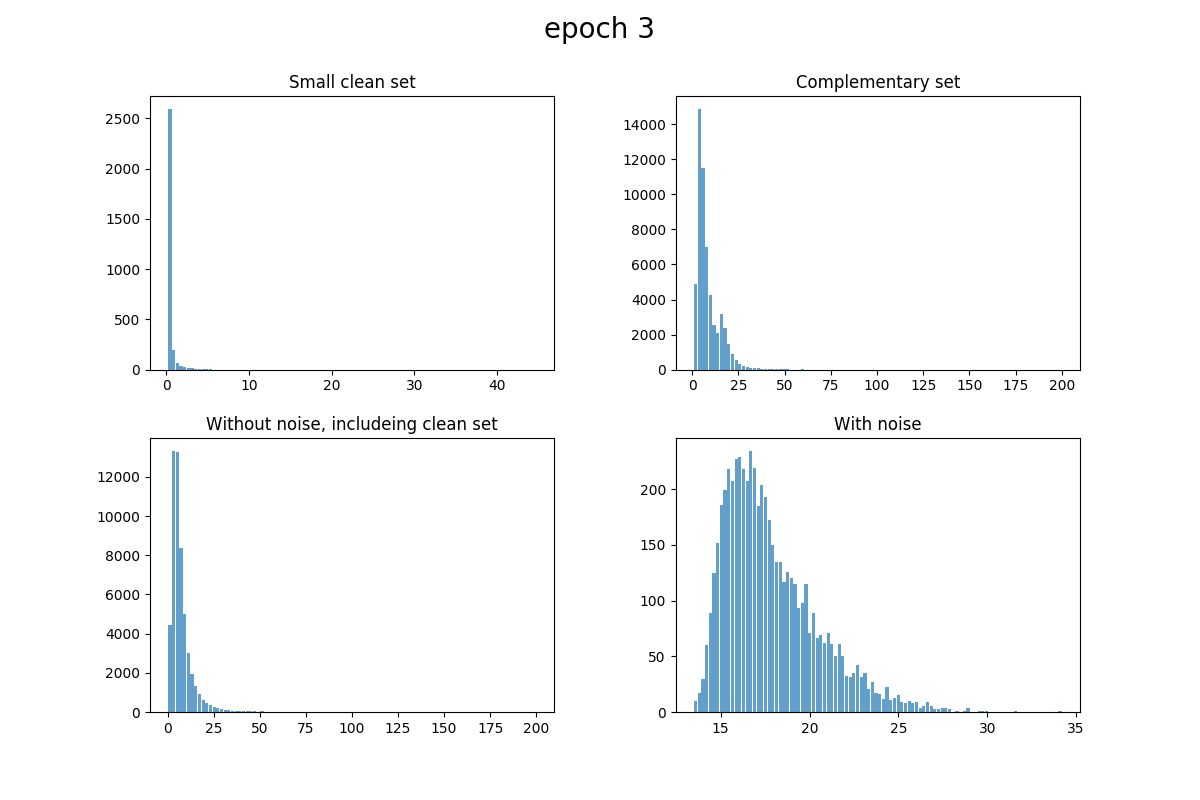 epoch 3
Small clean set
2500
2000
1500
1000
500
0
0 10 20 30 40
Complementary set
14000
12000
10000
8000
6000
4000
2000
0
0 25 50 75 100 125 150 175 200
Without noise, includeing clean set
12000
10000
8000
6000
4000
2000
0
0 25 50 75 100 125 150 175 200
With noise
200
150
100
50
0
15 20 25 30 35